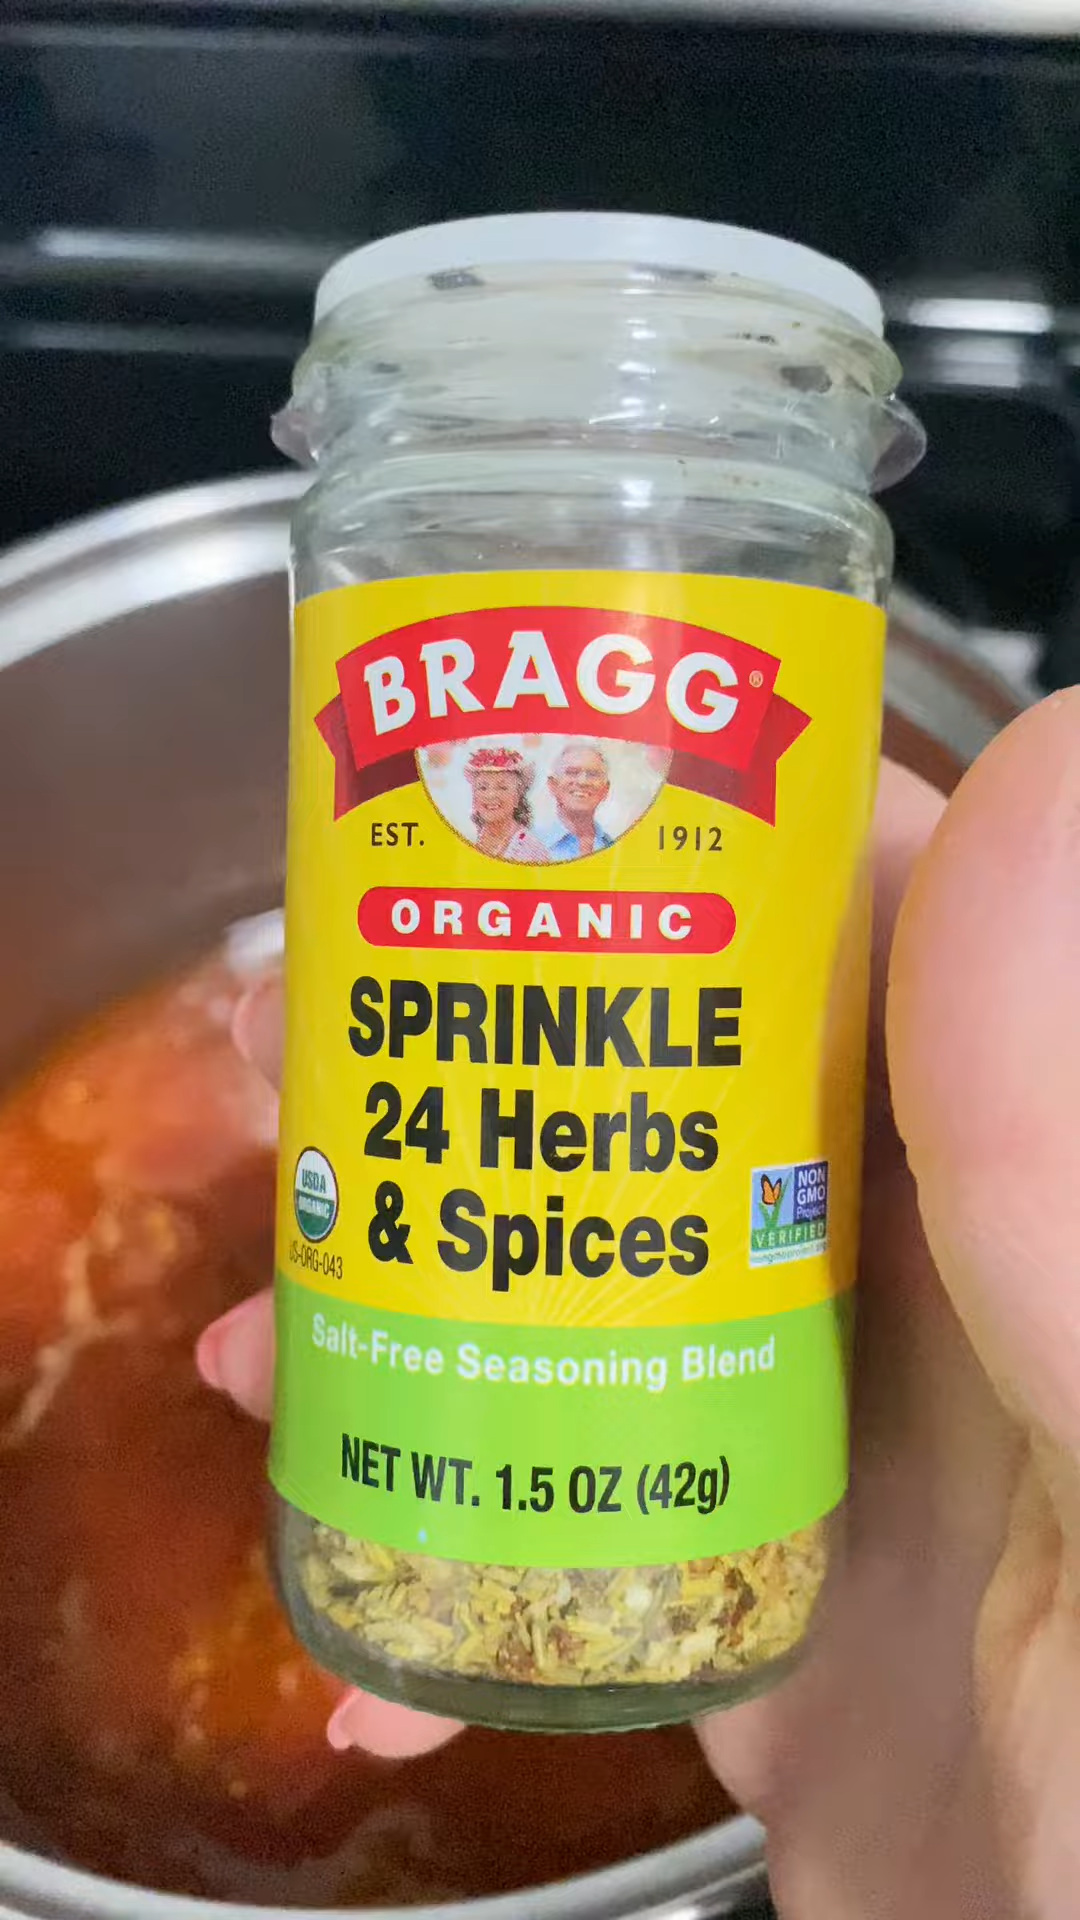 BRAGG®
EST. 1912
ORGANIC
SPRINKLE
24 Herbs
& Spices
USDA
ORGANIC
US-ORG-043
NON
GMO
Project
VERIFIED
Salt-Free Seasoning Blend
NET WT. 1.5 OZ (42g)